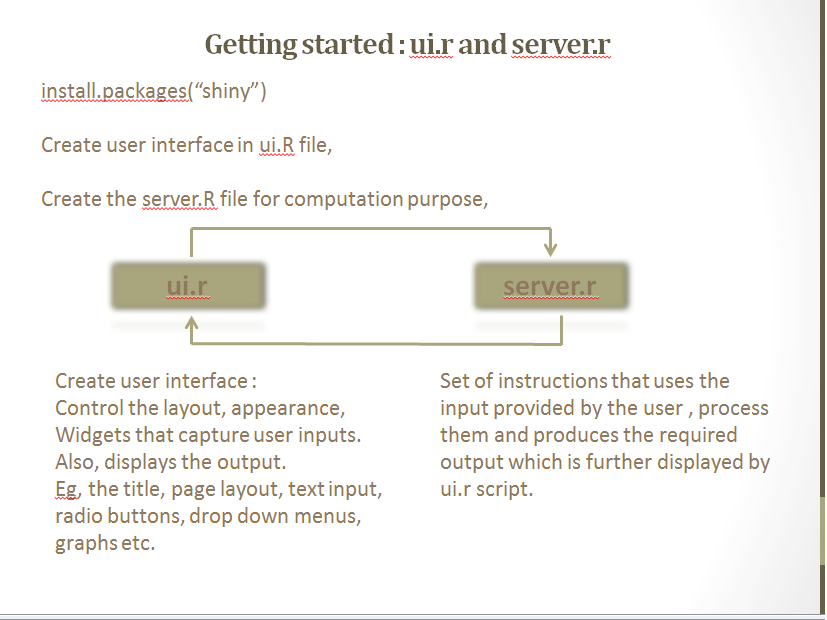 Getting started : ui.r and server.r
install.packages(“shiny”)
Create user interface in ui.R file,
Create the server.R file for computation purpose,
ui.r
server.r
Create user interface :
Control the layout, appearance,
Widgets that capture user inputs.
Also, displays the output.
Eg, the title, page layout, text input,
radio buttons, drop down menus,
graphs etc.
Set of instructions that uses the
input provided by the user , process
them and produces the required
output which is further displayed by
ui.r script.